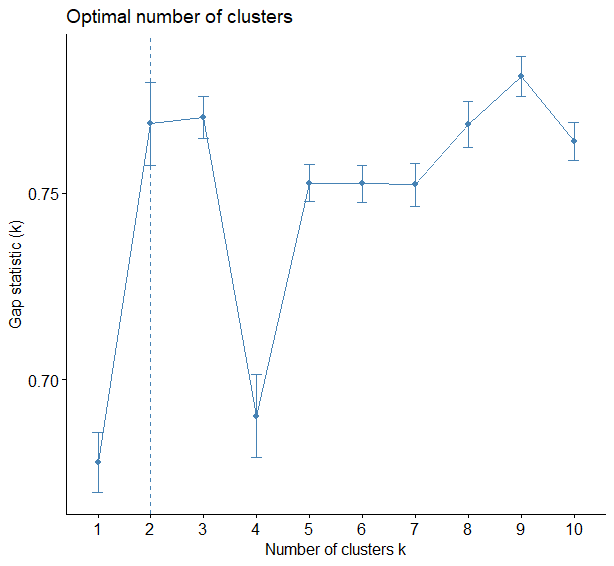 Optimal number of clusters
Gap statistic (k)
0.75
0.70
1 2 3 4 5 6 7 8 9 10
Number of clusters k